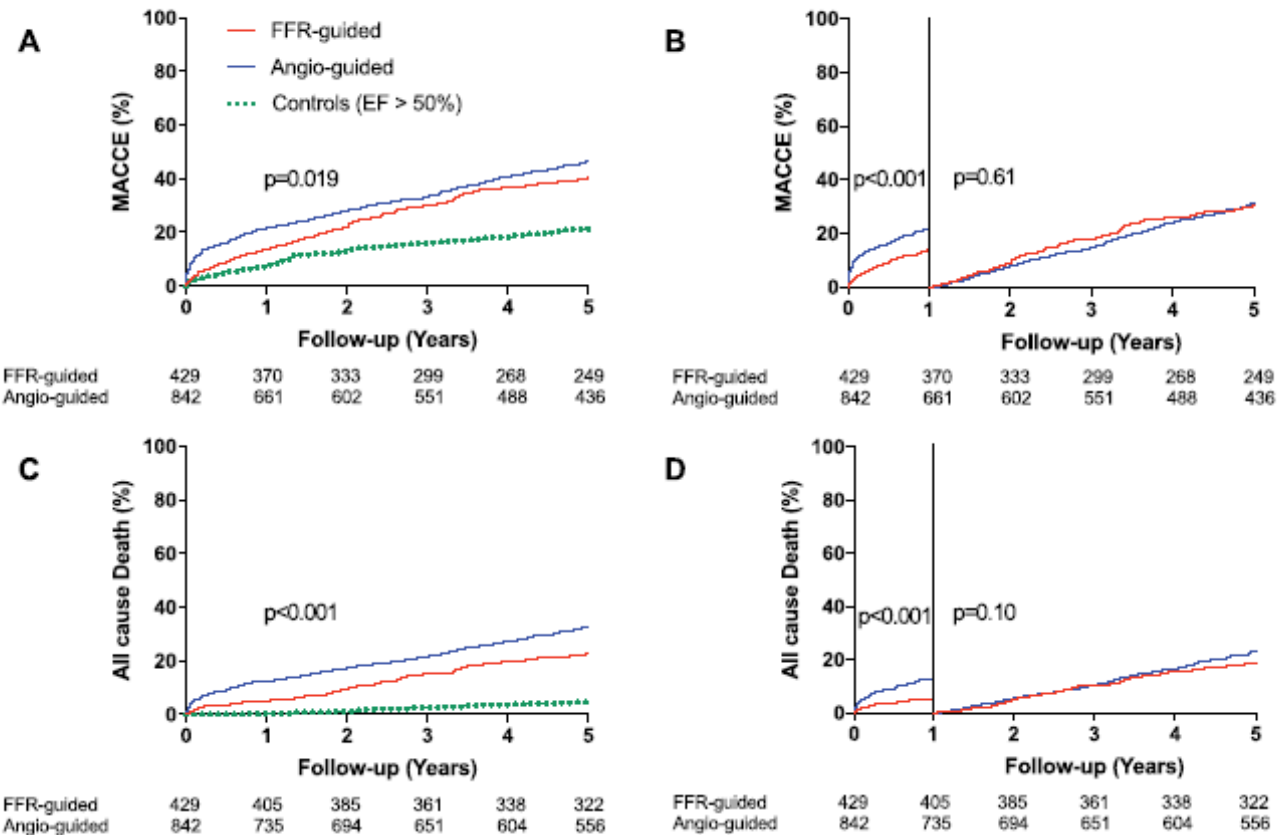 A
MACCE (%)
100
80
60
40
20
0
FFR-guided
Angio-guided
Controls (EF > 50%)
p=0.019
0 1 2 3 4 5
Follow-up (Years)
FFR-guided 429 370 333 299 268 249
Angio-guided 842 661 602 551 488 436
B
MACCE (%)
100
80
60
40
20
0
p<0.001 p=0.61
0 1 2 3 4 5
Follow-up (Years)
FFR-guided 429 370 333 299 268 249
Angio-guided 842 661 602 551 488 436
C
All cause Death (%)
100
80
60
40
20
0
p<0.001
0 1 2 3 4 5
Follow-up (Years)
FFR-guided 429 405 385 361 338 322
Angio-guided 842 735 694 651 604 556
D
All cause Death (%)
100
80
60
40
20
0
p<0.001 p=0.10
0 1 2 3 4 5
Follow-up (Years)
FFR-guided 429 405 385 361 338 322
Angio-guided 842 735 694 651 604 556